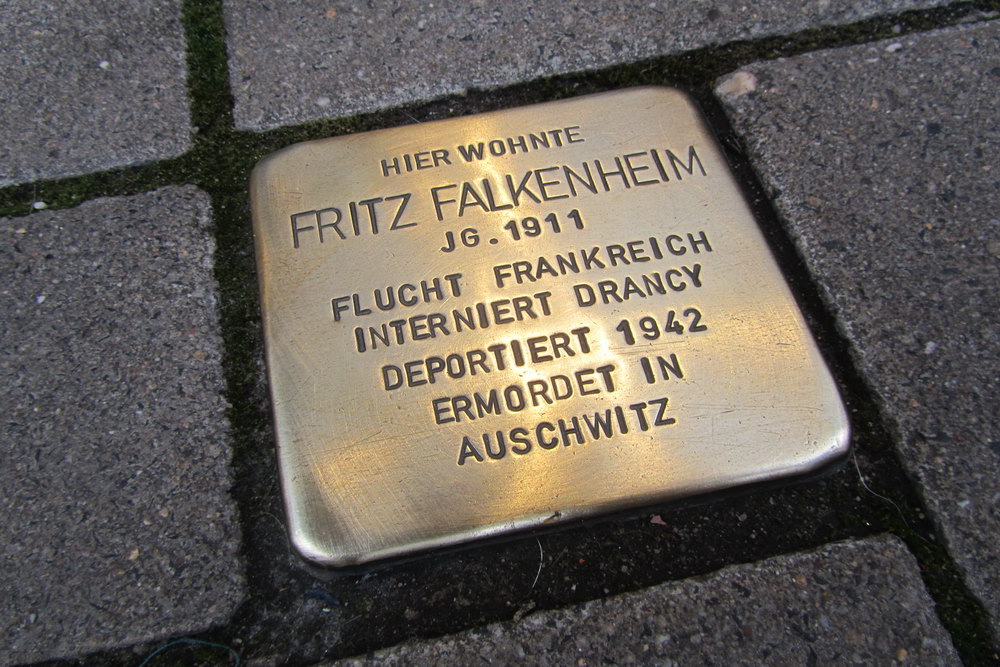 HIER WOHNTE
FRITZ FALKENHEIM
JG. 1911
FLUCHT FRANKREICH
INTERNIERT DRANCY
DEPORTIERT 1942
ERMORDET IN
AUSCHWITZ